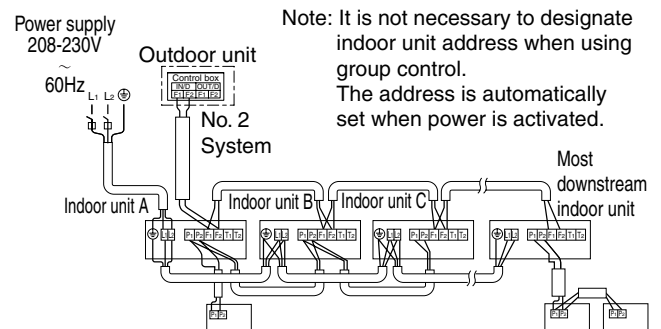 Power supply
208-230V
~
60Hz
L1 L2
Outdoor unit
Control box
IN/D OUT/D
F1 F2 F1 F2
No. 2
System
Note: It is not necessary to designate
indoor unit address when using
group control.
The address is automatically
set when power is activated.
Most
downstream
indoor unit
Indoor unit A
Indoor unit B
Indoor unit C
L1 L2 P1 P2 F1 F2 T1 T2
L1 L2 P1 P2 F1 F2 T1 T2
L1 L2 P1 P2 F1 F2 T1 T2
L1 L2 P1 P2 F1 F2 T1 T2
P1 P2
P1 P2
P1 P2